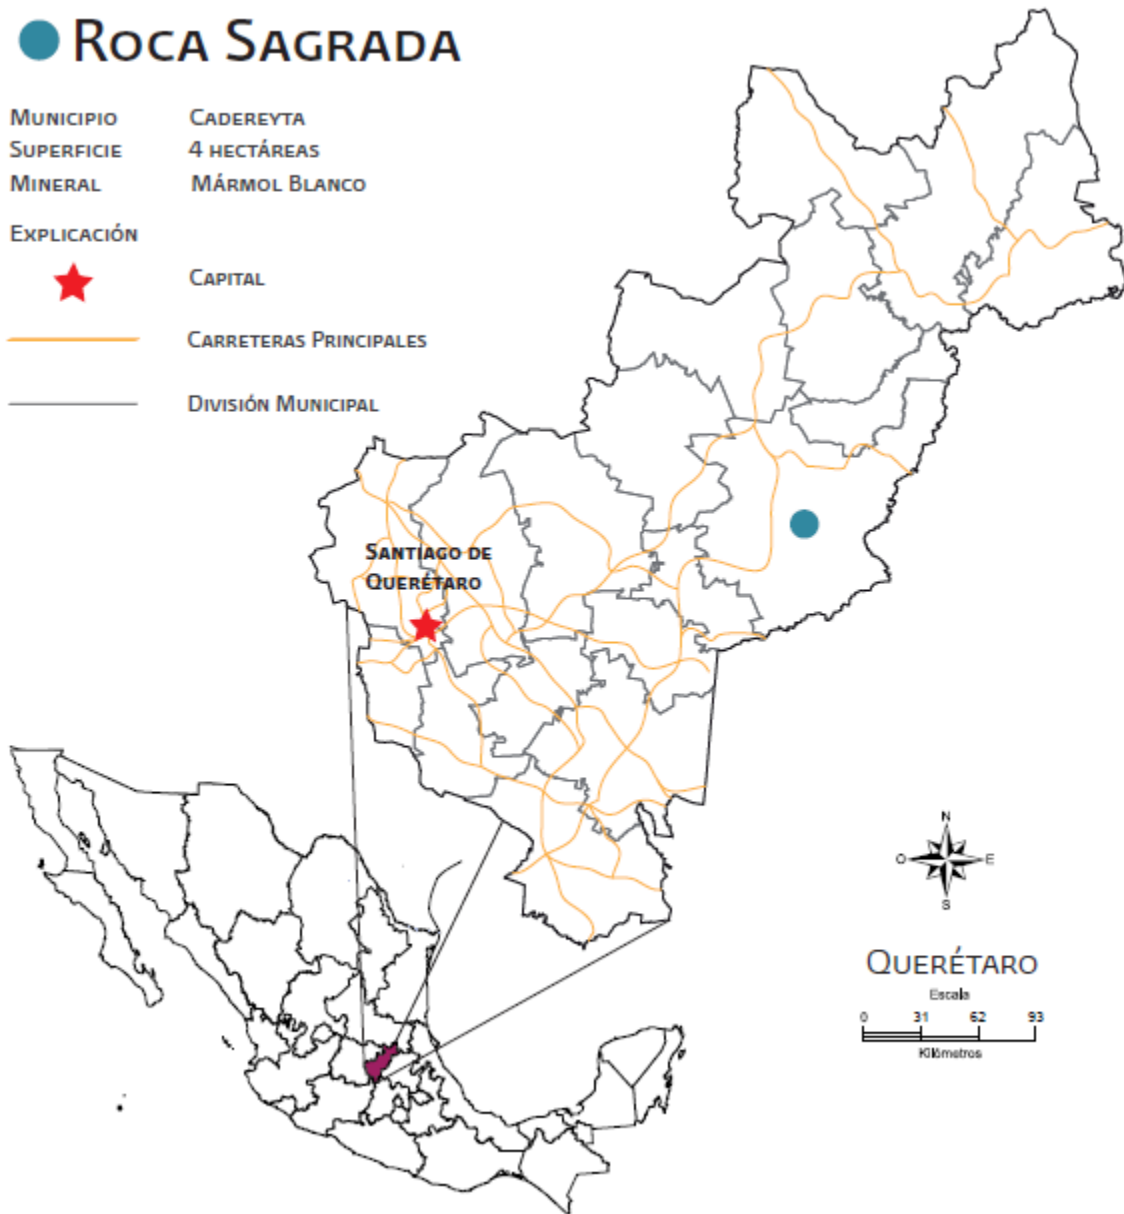 Roca Sagrada
Municipio Cadereyta
Superficie 4 hectáreas
Mineral Mármol Blanco
Explicación
Capital
Carreteras Principales
División Municipal
Santiago de
Querétaro
N
O E
S
Querétaro
Escala
0 31 62 93
Kilómetros